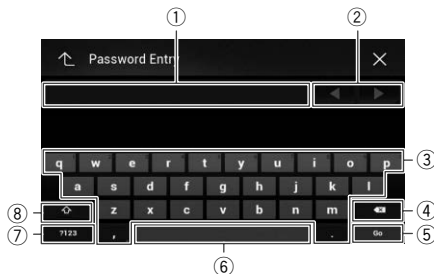 ① ②
Password Entry
q w e r t y u i o p ③
a s d f g h j k l
⑧ z x c v b n m ④
⑦ ?123 , . Go ⑤
⑥